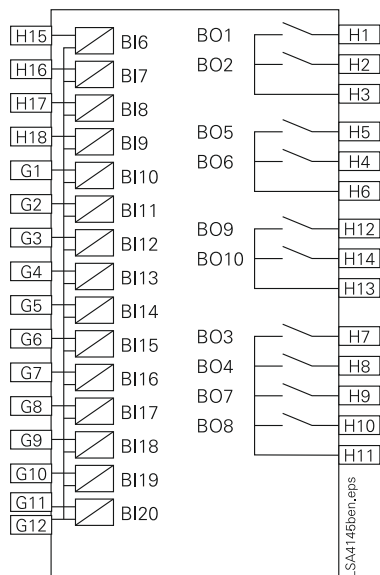 H15 BI6 BO1 H1
H16 BI7 BO2 H2
H17 BI8 H3
H18 BI9 BO5 H5
G1 BI10 BO6 H4
G2 BI11 H6
G3 BI12 BO9 H12
G4 BI13 BO10 H14
G5 BI14 H13
G6 BI15 BO3 H7
G7 BI16 BO4 H8
G8 BI17 BO7 H9
G9 BI18 BO8 H10
G10 BI19 H11
G11 BI20
G12
LSA4145ben.eps